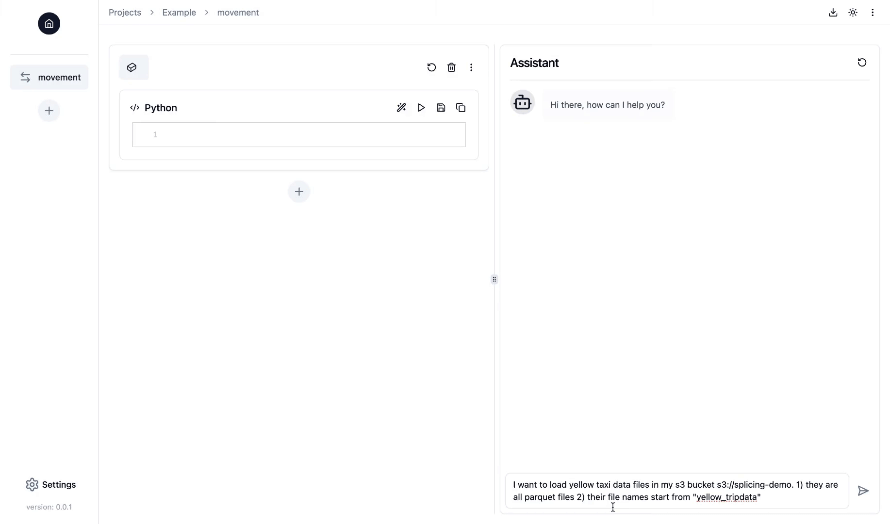 Projects > Example > movement
movement
</> Python
1
Assistant
Hi there, how can I help you?
I want to load yellow taxi data files in my s3 bucket s3://splicing-demo. 1) they are
all parquet files 2) their file names start from "yellow_tripdata"
Settings
version: 0.0.1